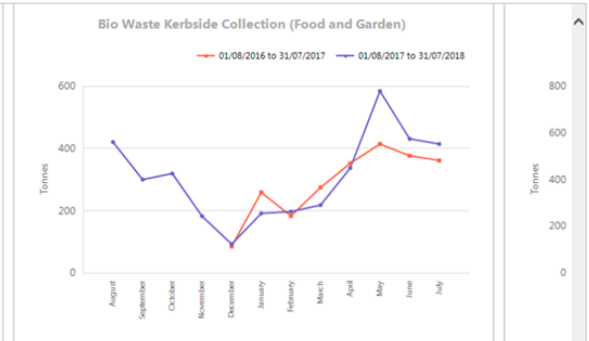 Bio Waste Kerbside Collection (Food and Garden)
01/08/2016 to 31/07/2017 01/08/2017 to 31/07/2018
600
400
200
0
Tonnes
August
September
October
November
December
January
February
March
April
May
June
July
800
600
400
200
0
Tonnes